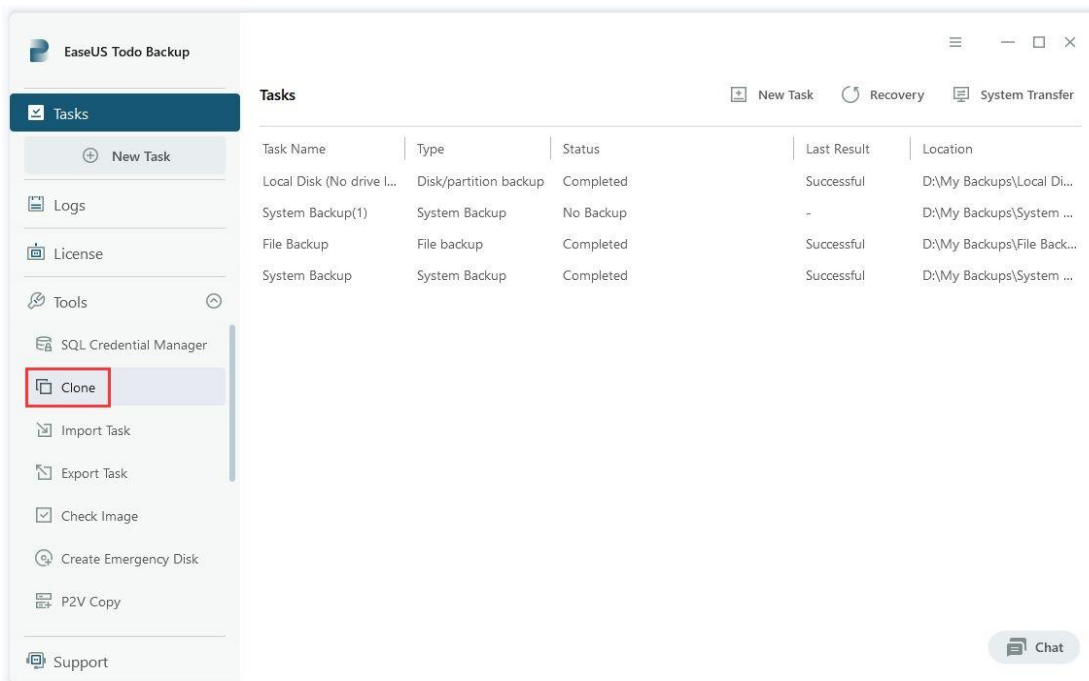 EaseUS Todo Backup
Tasks
New Task
Logs
License
Tools
SQL Credential Manager
Clone
Import Task
Export Task
Check Image
Create Emergency Disk
P2V Copy
Support
Tasks
New Task Recovery System Transfer
Task Name Type Status Last Result Location
Local Disk (No drive l... Disk/partition backup Completed Successful D:\My Backups\Local Di...
System Backup(1) System Backup No Backup - D:\My Backups\System ...
File Backup File backup Completed Successful D:\My Backups\File Back...
System Backup System Backup Completed Successful D:\My Backups\System ...
Chat